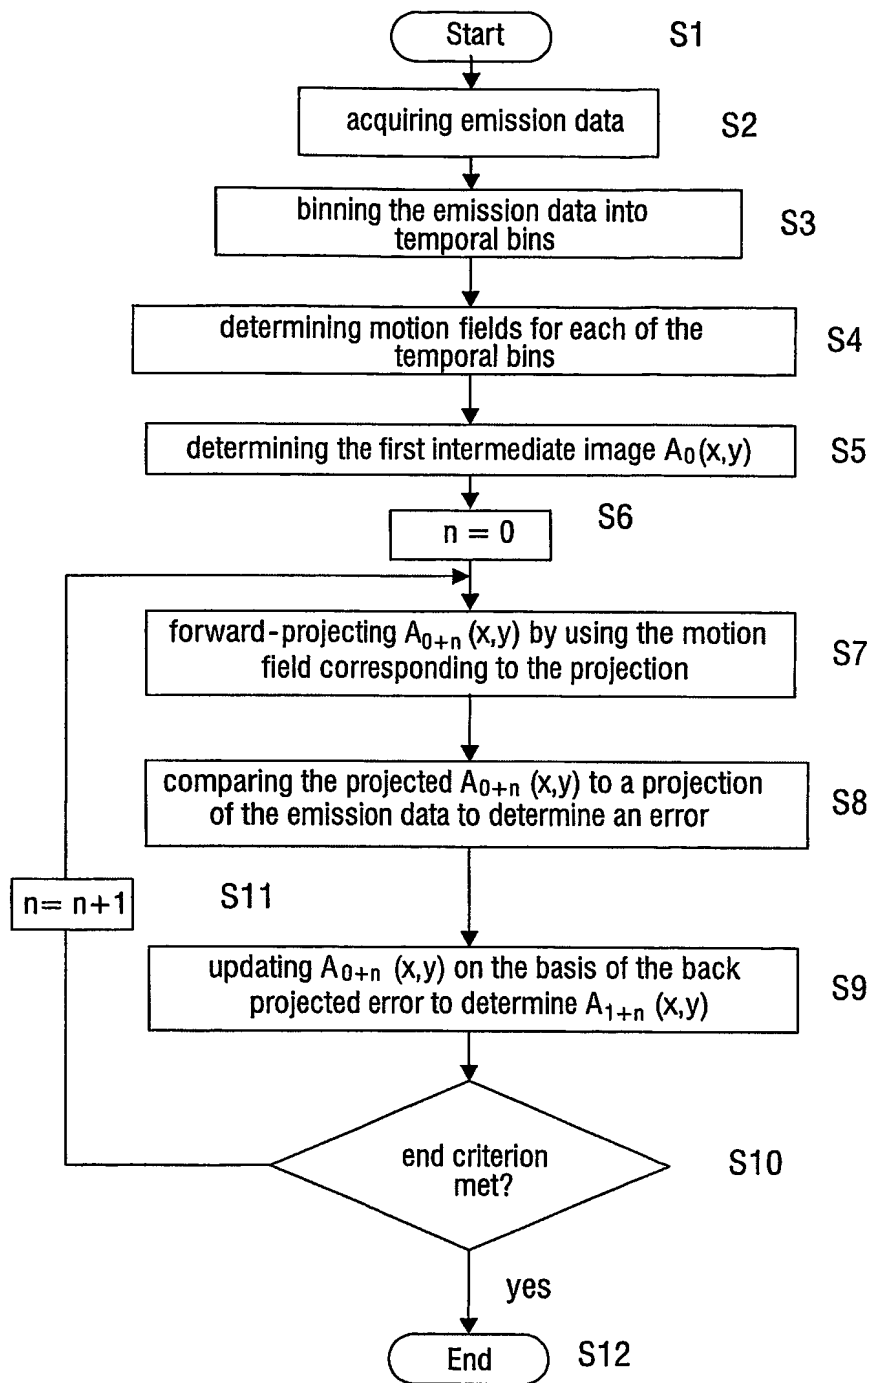 Start
S1
acquiring emission data
S2
binning the emission data into
temporal bins
S3
determining motion fields for each of the
temporal bins
S4
determining the first intermediate image A₀(x,y)
S5
n = 0
S6
forward-projecting A₀₊ₙ (x,y) by using the motion
field corresponding to the projection
S7
comparing the projected A₀₊ₙ (x,y) to a projection
of the emission data to determine an error
S8
n= n+1
S11
updating A₀₊ₙ (x,y) on the basis of the back
projected error to determine A₁₊ₙ (x,y)
S9
end criterion
met?
S10
yes
End
S12